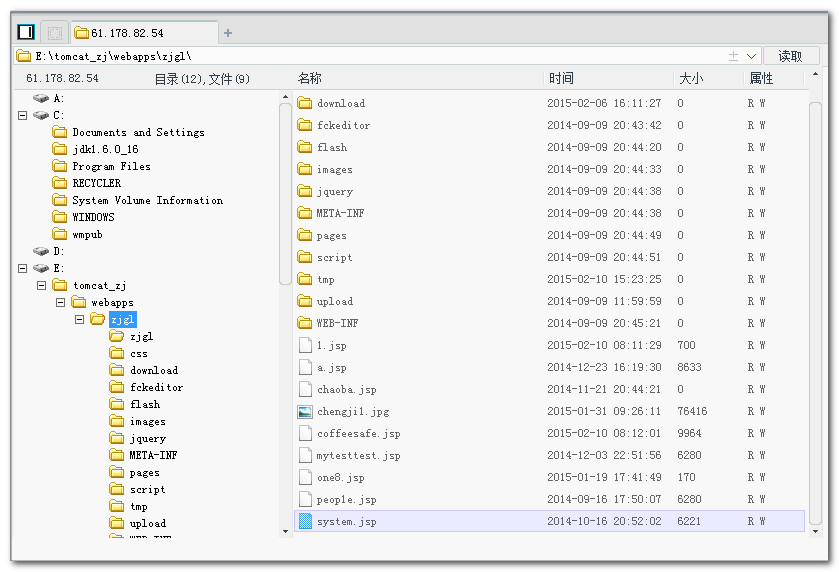 61.178.82.54
E:\tomcat_zj\webapps\zjgl\
读取
61.178.82.54 目录(12),文件(9)
A:
C:
Documents and Settings
jdk1.6.0_16
Program Files
RECYCLER
System Volume Information
WINDOWS
wmpub
D:
E:
tomcat_zj
webapps
zjgl
zjgl
css
download
fckeditor
flash
images
jquery
META-INF
pages
script
tmp
upload
WEB-INF
名称 时间 大小 属性
download 2015-02-06 16:11:27 0 R W
fckeditor 2014-09-09 20:43:42 0 R W
flash 2014-09-09 20:44:20 0 R W
images 2014-09-09 20:44:33 0 R W
jquery 2014-09-09 20:44:38 0 R W
META-INF 2014-09-09 20:44:38 0 R W
pages 2014-09-09 20:44:49 0 R W
script 2014-09-09 20:44:51 0 R W
tmp 2015-02-10 15:23:25 0 R W
upload 2014-09-09 11:59:59 0 R W
WEB-INF 2014-09-09 20:45:21 0 R W
1.jsp 2015-02-10 08:11:29 700 R W
a.jsp 2014-12-23 16:19:30 8633 R W
chaoba.jsp 2014-11-21 20:44:21 0 R W
chengji1.jpg 2015-01-31 09:26:11 76416 R W
coffeesafe.jsp 2015-02-10 08:12:01 9964 R W
mytesttest.jsp 2014-12-03 22:51:56 6280 R W
one8.jsp 2015-01-19 17:41:49 170 R W
people.jsp 2014-09-16 17:50:07 6280 R W
system.jsp 2014-10-16 20:52:02 6221 R W